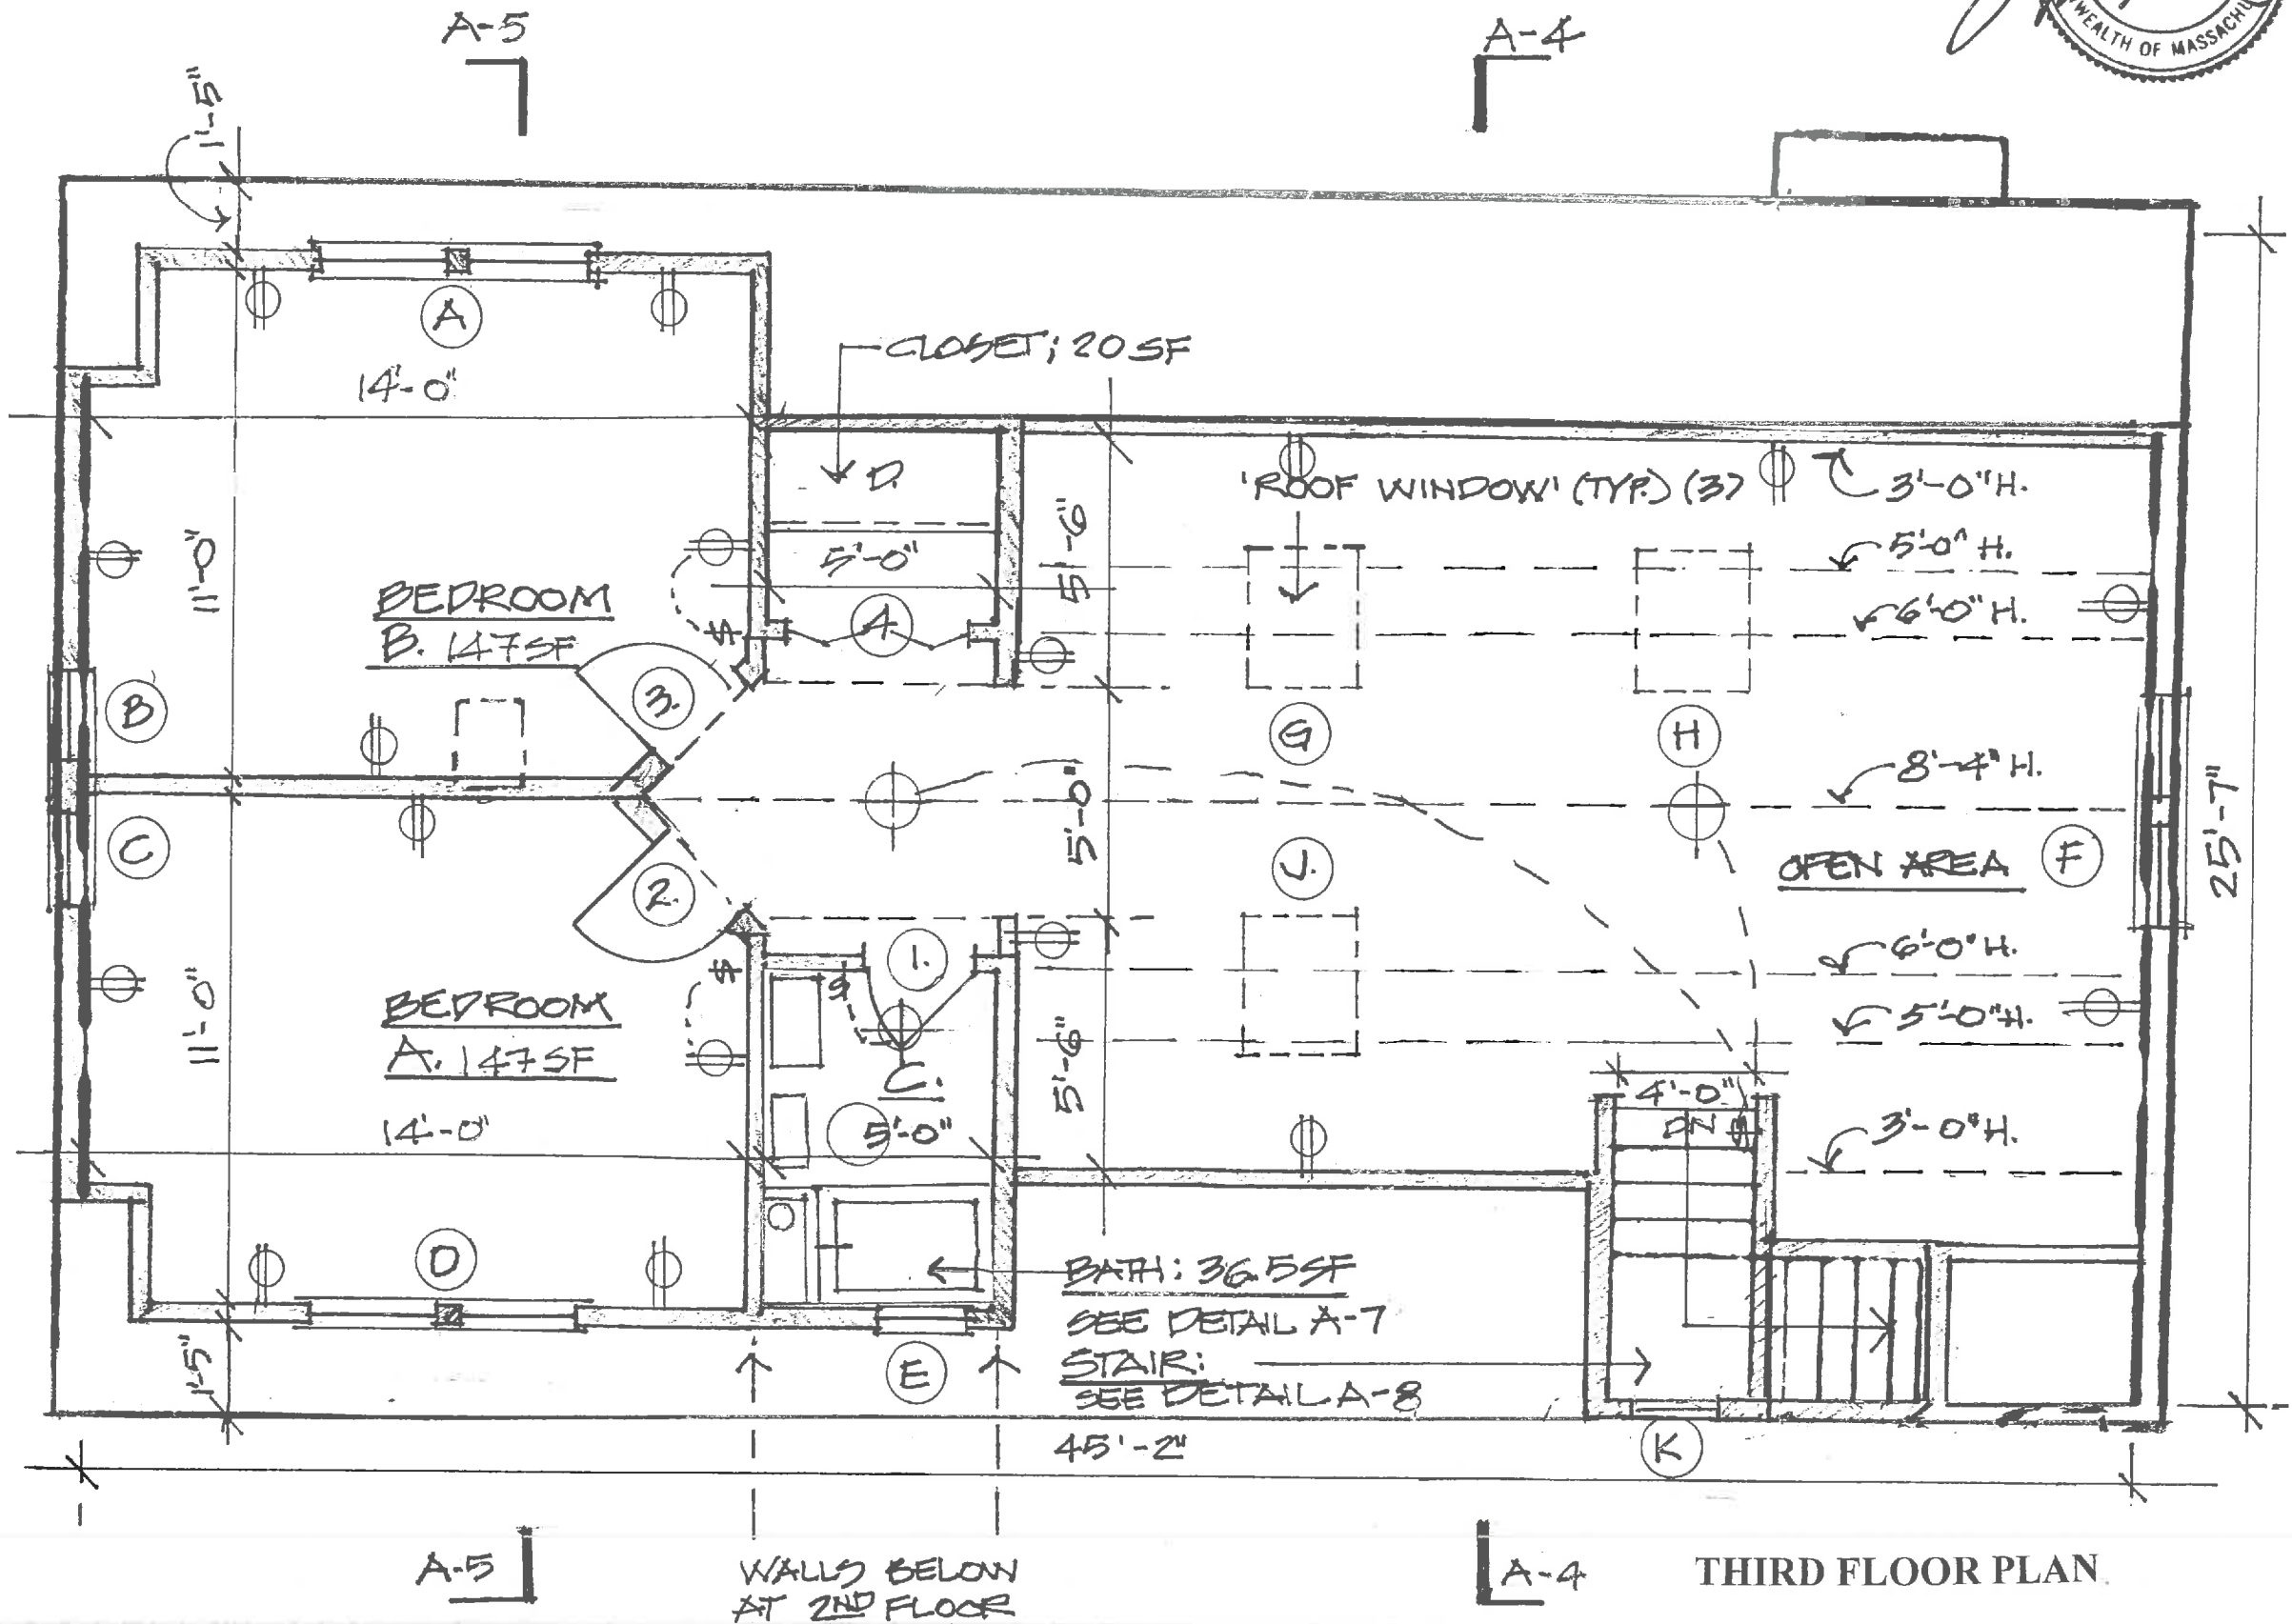 A-5
A-4
WEALTH OF MASSACHU
1'-5"
A
14'-0"
CLOSET; 20 SF
D.
'ROOF WINDOW' (TYP.) (3)
3'-0" H.
5'-0" H.
6'-0" H.
5'-0"
5'-6"
11'-0"
BEDROOM
B. 147 SF
$
4.
3.
B
G
H
8'-4" H.
5'-0"
25'-7"
C
J.
OPEN AREA
F
2.
1.
6'-0" H.
5'-0" H.
$
$
11'-0"
BEDROOM
A. 147 SF
C.
5'-6"
4'-0"
DN
$
14'-0"
5'-0"
3'-0" H.
D
BATH: 36.5 SF
SEE DETAIL A-7
STAIR:
SEE DETAIL A-8
1'-5"
E
K
45'-2"
A-5
WALLS BELOW
AT 2ND FLOOR
A-4
THIRD FLOOR PLAN